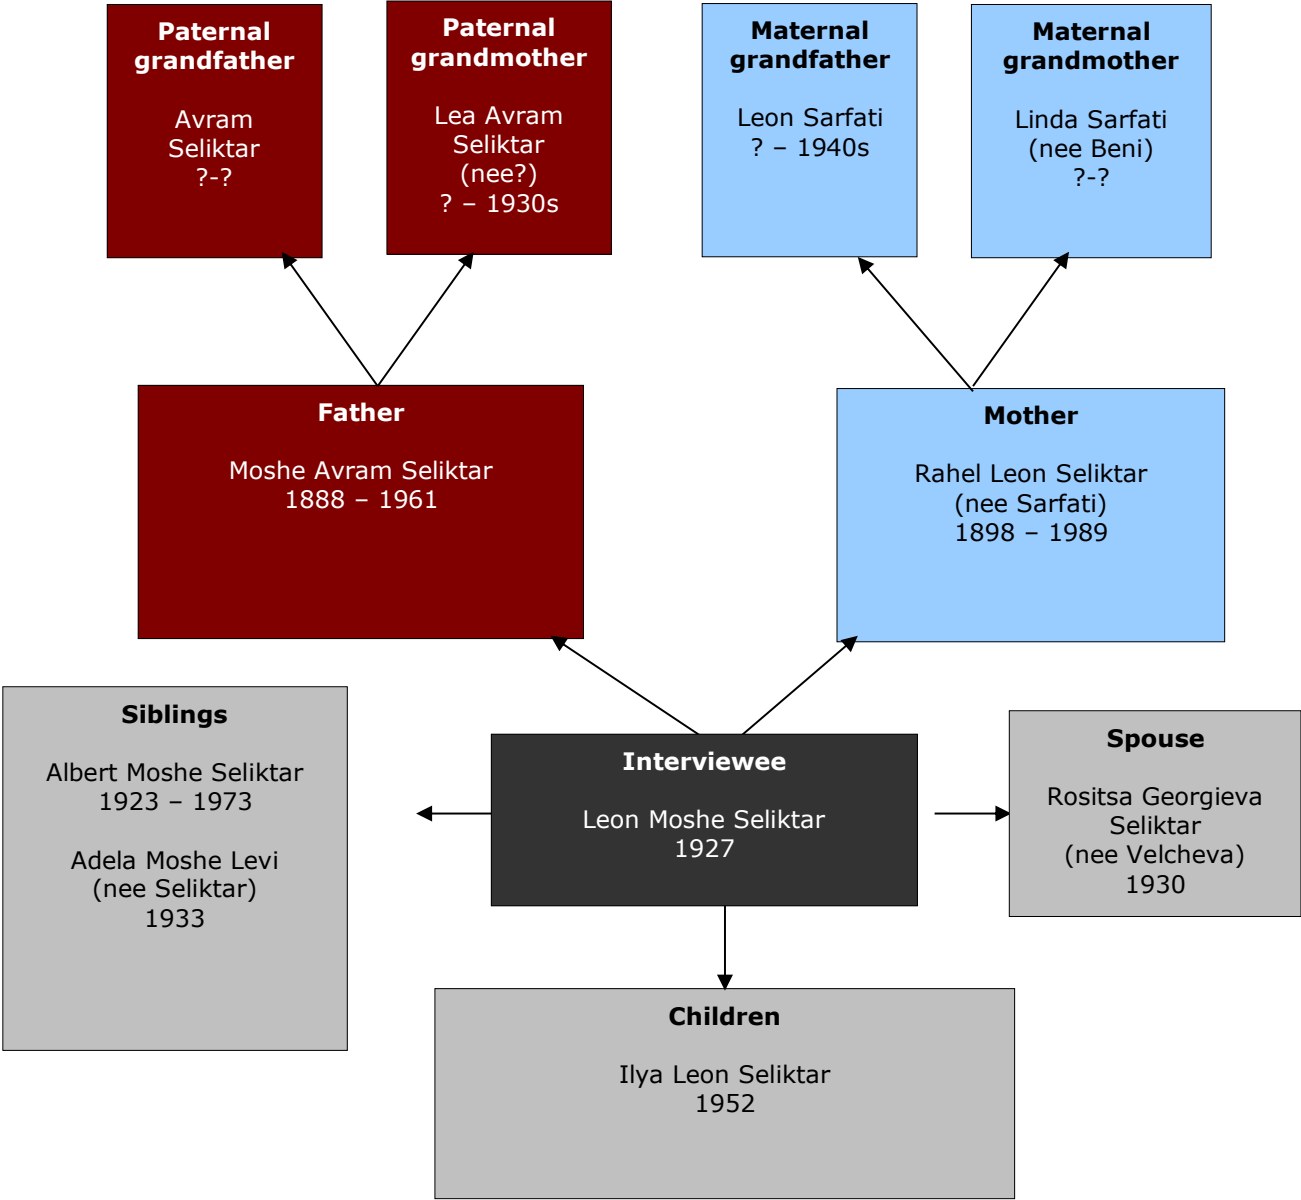 Paternal
grandfather
Avram
Seliktar
?-?
Paternal
grandmother
Lea Avram
Seliktar
(nee?)
? – 1930s
Maternal
grandfather
Leon Sarfati
? – 1940s
Maternal
grandmother
Linda Sarfati
(nee Beni)
?-?
Father
Moshe Avram Seliktar
1888 – 1961
Mother
Rahel Leon Seliktar
(nee Sarfati)
1898 – 1989
Siblings
Albert Moshe Seliktar
1923 – 1973
Adela Moshe Levi
(nee Seliktar)
1933
Interviewee
Leon Moshe Seliktar
1927
Spouse
Rositsa Georgieva
Seliktar
(nee Velcheva)
1930
Children
Ilya Leon Seliktar
1952